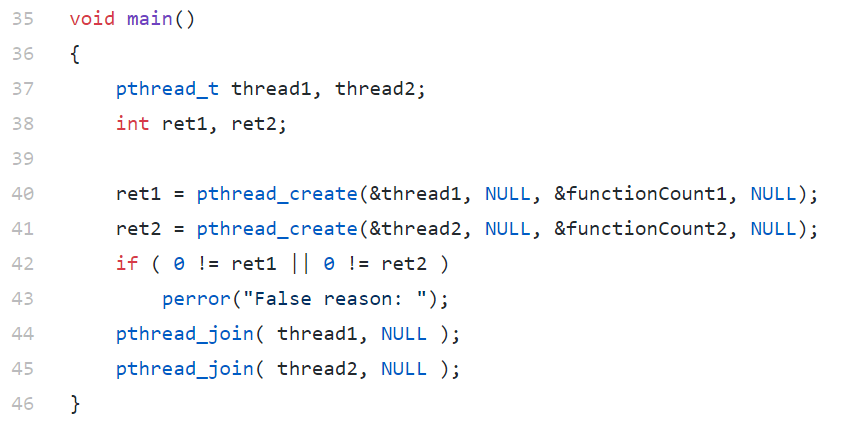 35 void main()
36 {
37 pthread_t thread1, thread2;
38 int ret1, ret2;
39
40 ret1 = pthread_create(&thread1, NULL, &functionCount1, NULL);
41 ret2 = pthread_create(&thread2, NULL, &functionCount2, NULL);
42 if ( 0 != ret1 || 0 != ret2 )
43 perror("False reason: ");
44 pthread_join( thread1, NULL );
45 pthread_join( thread2, NULL );
46 }